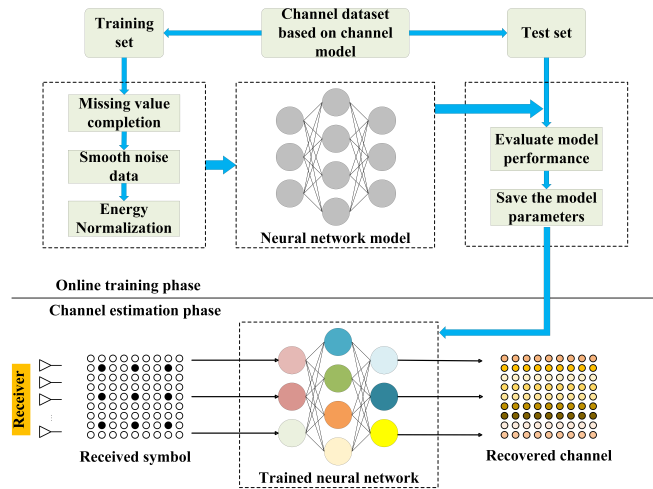 Training
set
Channel dataset
based on channel
model
Test set
Missing value
completion
Smooth noise
data
Energy
Normalization
Neural network model
Evaluate model
performance
Save the model
parameters
Online training phase
Channel estimation phase
Receiver
Received symbol
Trained neural network
Recovered channel